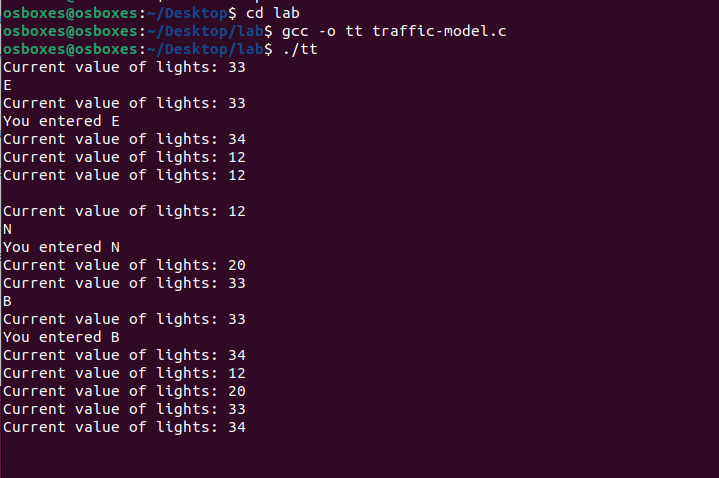 osboxes@osboxes:~/Desktop$ cd lab
osboxes@osboxes:~/Desktop/lab$ gcc -o tt traffic-model.c
osboxes@osboxes:~/Desktop/lab$ ./tt
Current value of lights: 33
E
Current value of lights: 33
You entered E
Current value of lights: 34
Current value of lights: 12
Current value of lights: 12

Current value of lights: 12
N
You entered N
Current value of lights: 20
Current value of lights: 33
B
Current value of lights: 33
You entered B
Current value of lights: 34
Current value of lights: 12
Current value of lights: 20
Current value of lights: 33
Current value of lights: 34